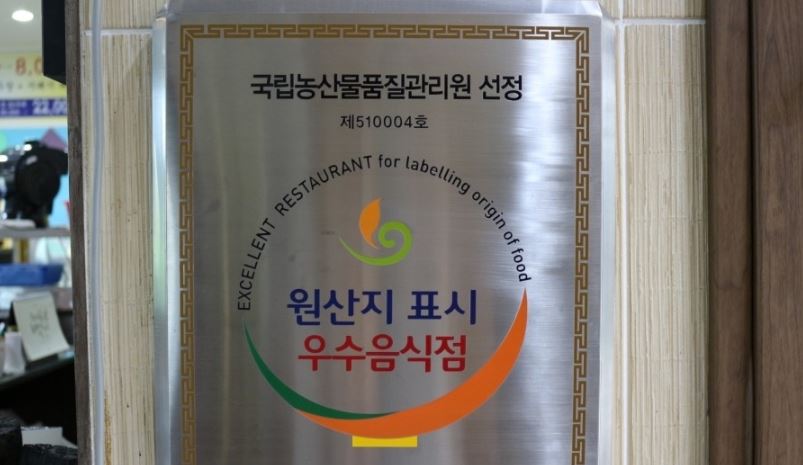 국립농산물품질관리원 선정
제510004호
EXCELLENT RESTAURANT for labelling origin of food
원산지 표시
우수음식점